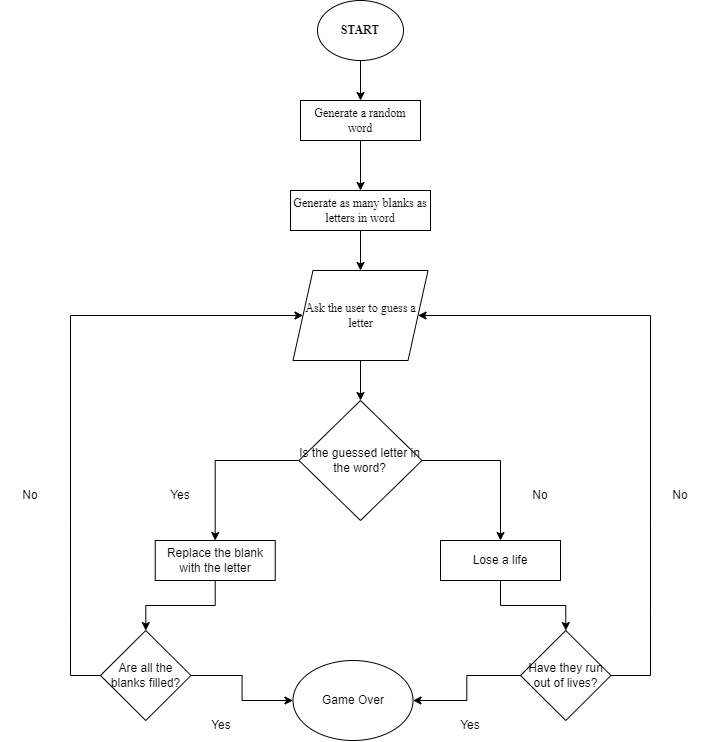 START
Generate a random
word
Generate as many blanks as
letters in word
Ask the user to guess a
letter
Is the guessed letter in
the word?
No
Yes
No
No
Replace the blank
with the letter
Lose a life
Are all the
blanks filled?
Game Over
Have they run
out of lives?
Yes
Yes